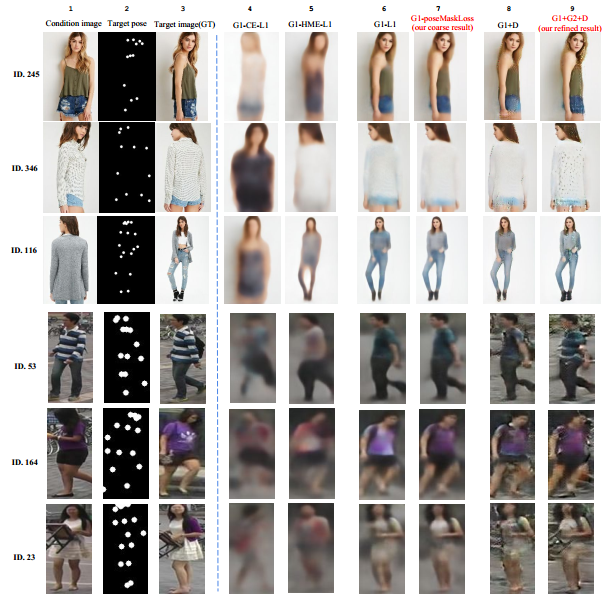 1 2 3 4 5 6 7 8 9
Condition image Target pose Target image(GT) G1-CE-L1 G1-HME-L1 G1-L1 G1-poseMaskLoss G1+D G1+G2+D
(our coarse result) (our refined result)
ID. 245
ID. 346
ID. 116
ID. 53
ID. 164
ID. 23